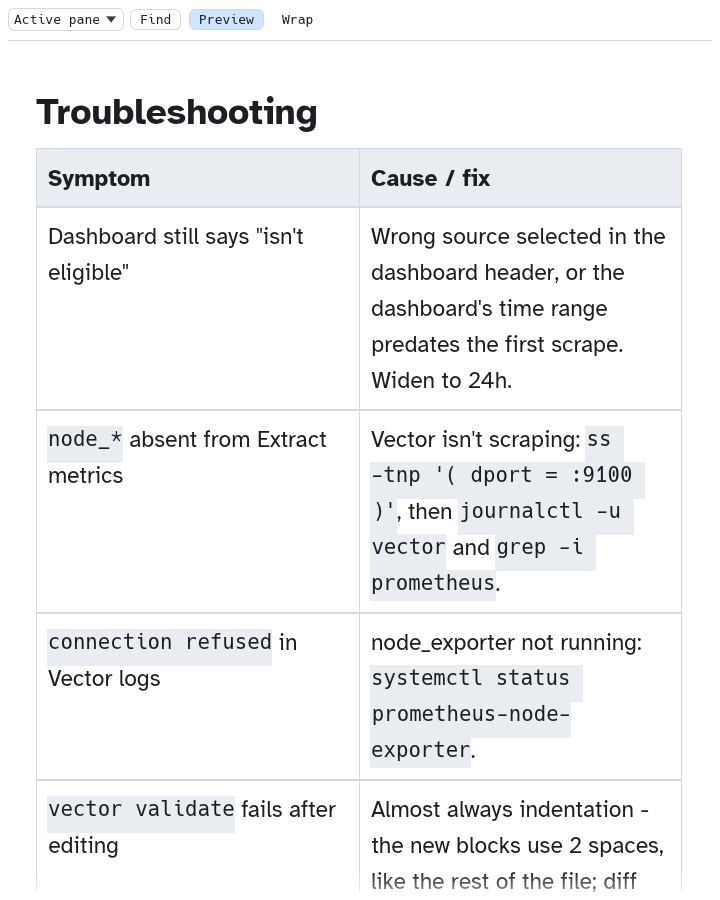 Active pane Find Preview Wrap
Troubleshooting
Symptom
Cause / fix
Dashboard still says "isn't
eligible"
Wrong source selected in the
dashboard header, or the
dashboard's time range
predates the first scrape.
Widen to 24h.
node_* absent from Extract
metrics
Vector isn't scraping: ss
-tnp '( dport = :9100
)', then journalctl -u
vector and grep -i
prometheus.
connection refused in
Vector logs
node_exporter not running:
systemctl status
prometheus-node-
exporter.
vector validate fails after
editing
Almost always indentation -
the new blocks use 2 spaces,
like the rest of the file; diff